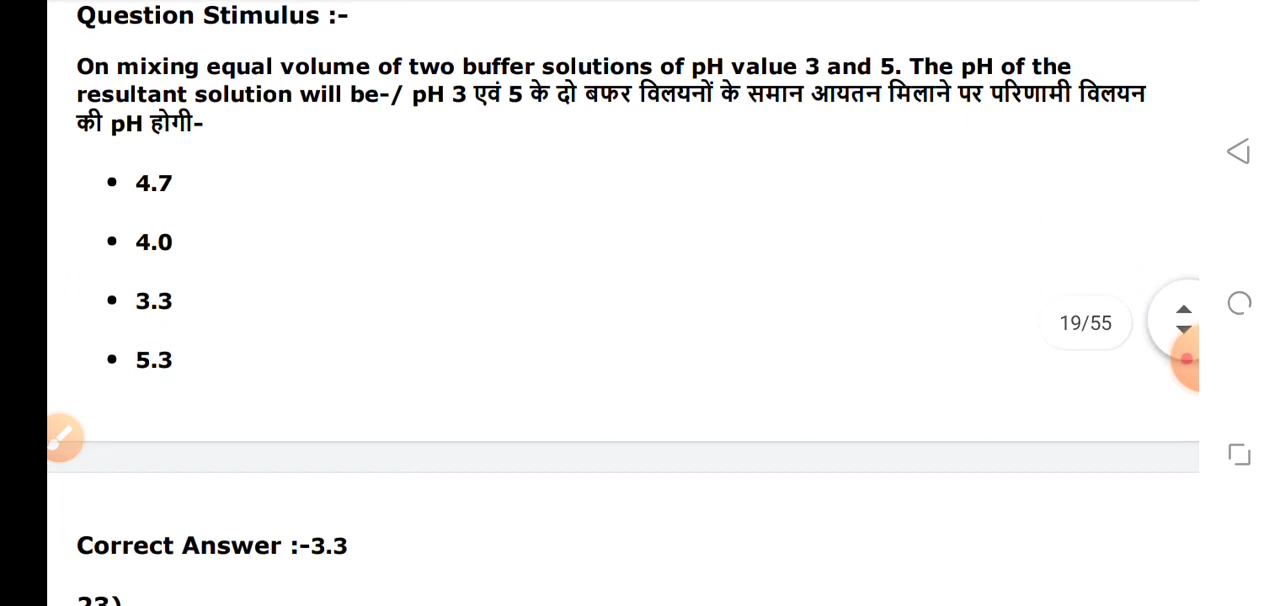 Question Stimulus :-
On mixing equal volume of two buffer solutions of pH value 3 and 5. The pH of the
resultant solution will be-/ pH 3 एवं 5 के दो बफर विलयनों के समान आयतन मिलाने पर परिणामी विलयन
की pH होगी-
• 4.7
• 4.0
• 3.3
19/55
• 5.3
Correct Answer :-3.3